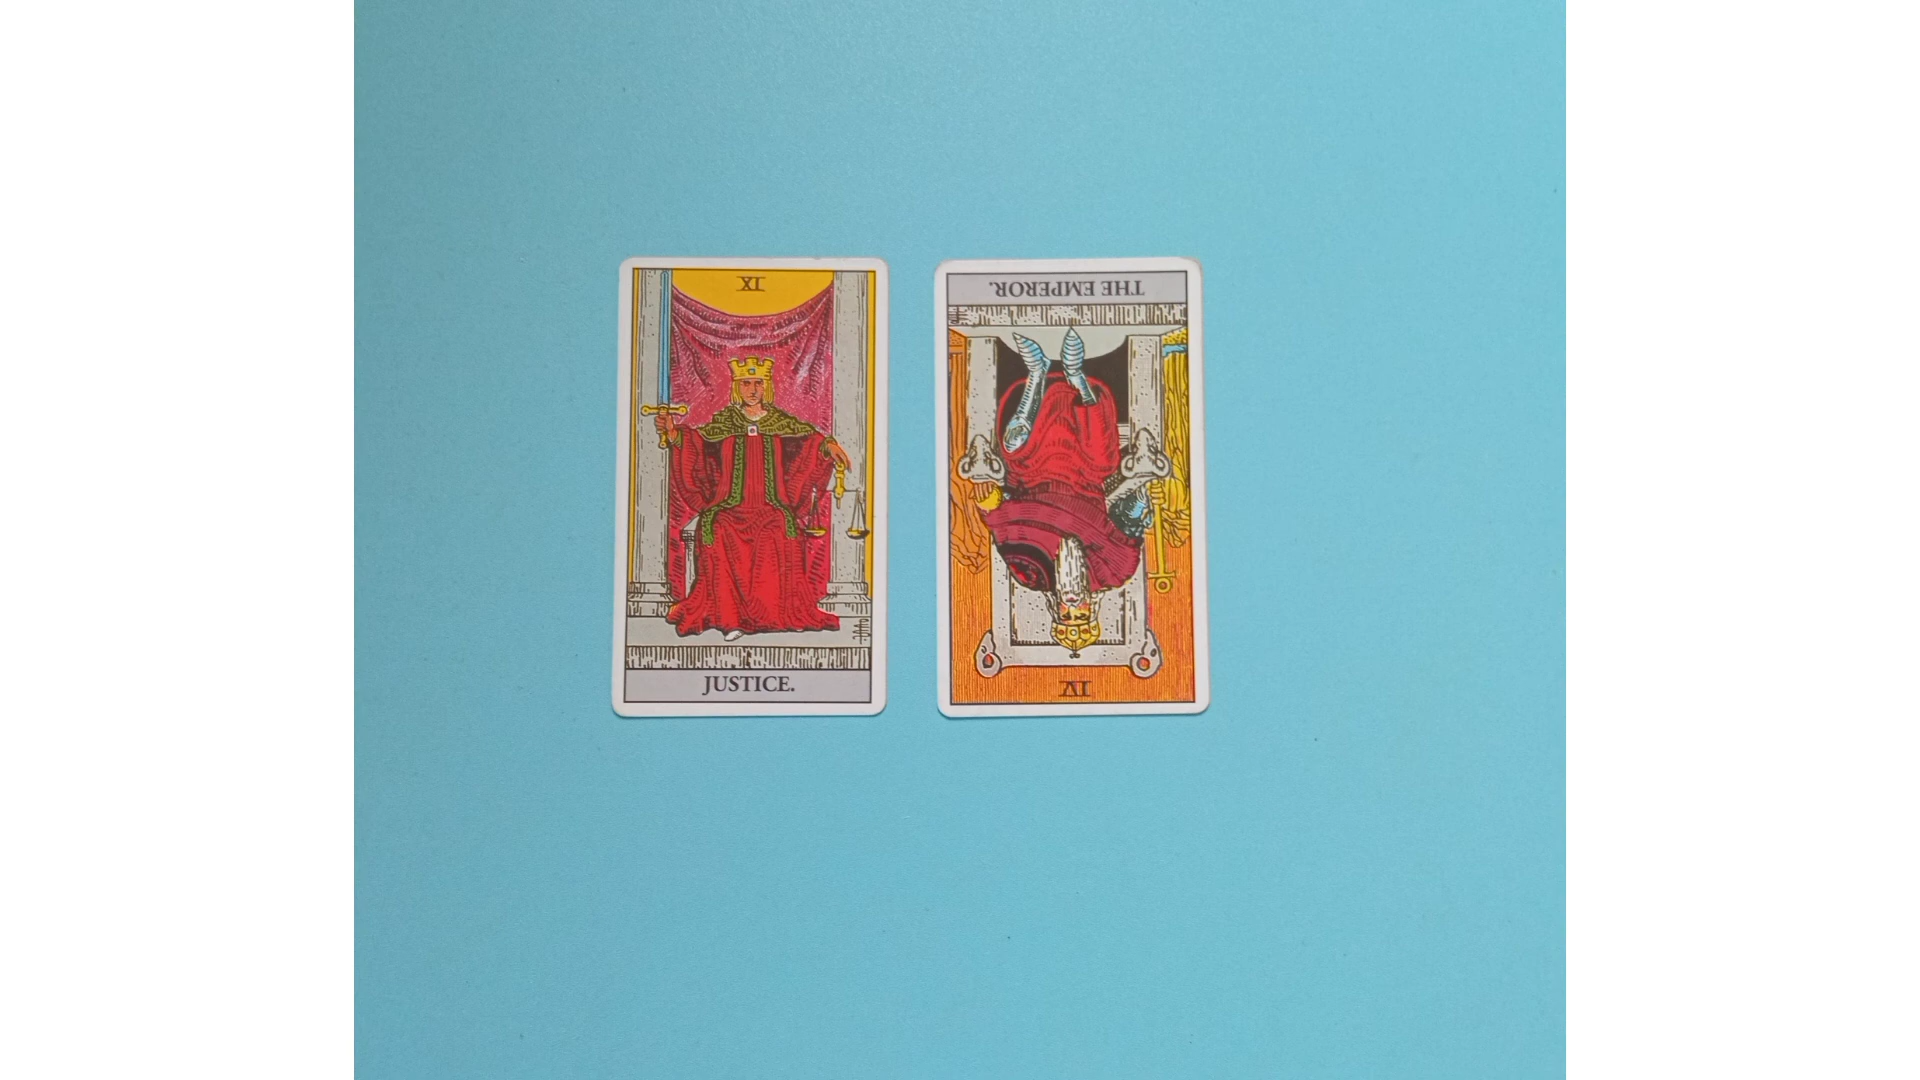 XI
JUSTICE.
THE EMPEROR.
IV